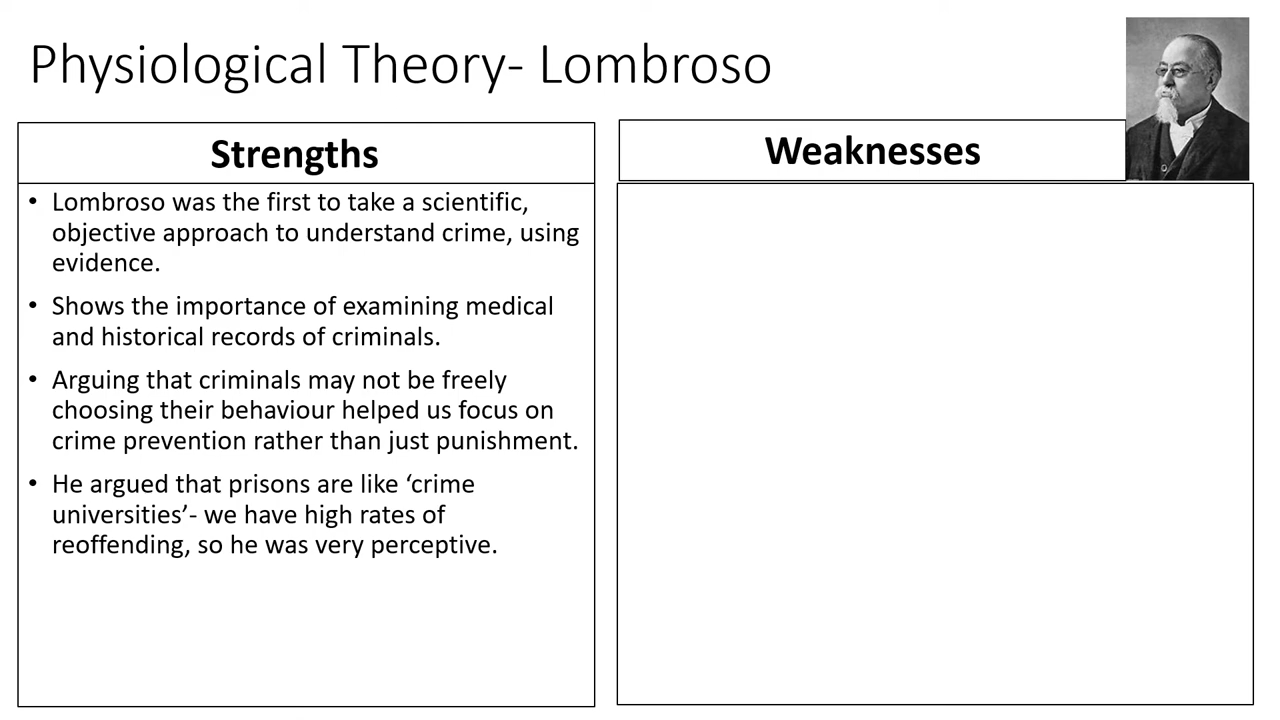 Physiological Theory- Lombroso
Strengths
• Lombroso was the first to take a scientific,
objective approach to understand crime, using
evidence.
• Shows the importance of examining medical
and historical records of criminals.
• Arguing that criminals may not be freely
choosing their behaviour helped us focus on
crime prevention rather than just punishment.
• He argued that prisons are like ‘crime
universities’- we have high rates of
reoffending, so he was very perceptive.
Weaknesses